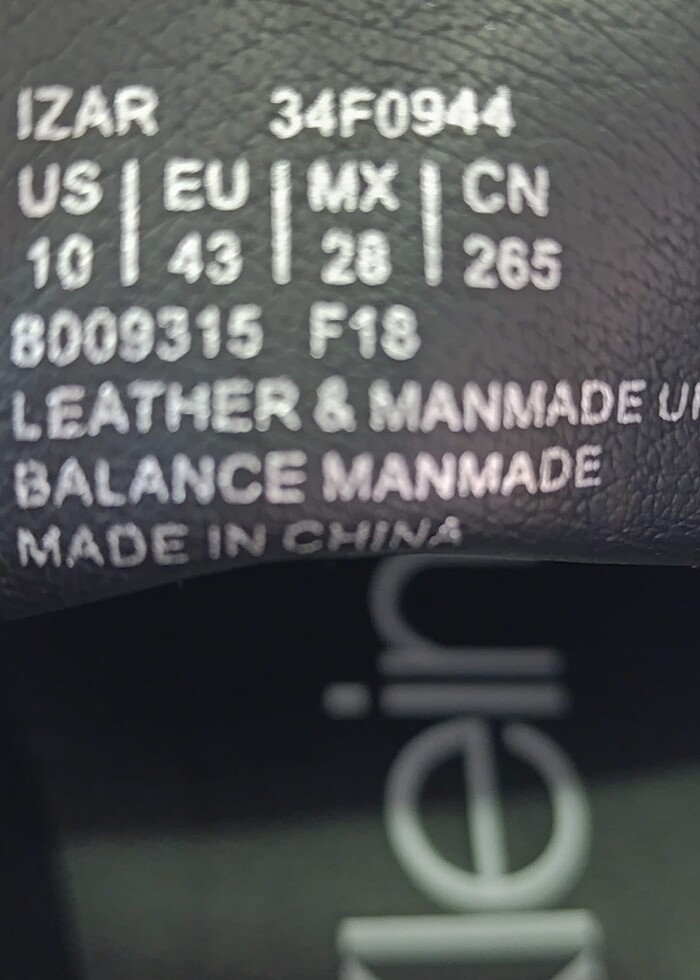 IZAR 34F0944
US | EU | MX | CN
10 | 43 | 28 | 265
8009315 F18
LEATHER & MANMADE
BALANCE MANMADE
MADE IN CHINA
lein